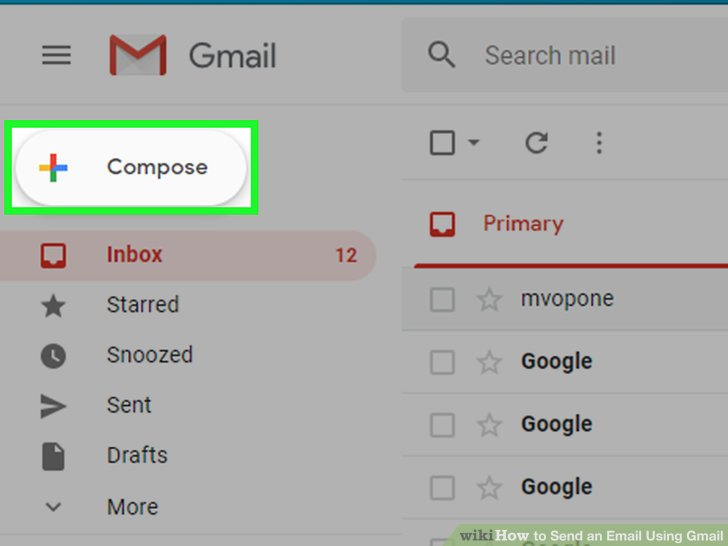 Gmail
Search mail
Compose
Primary
Inbox 12
Starred
Snoozed
Sent
Drafts
More
mvopone
Google
Google
Google
Google
wikiHow to Send an Email Using Gmail